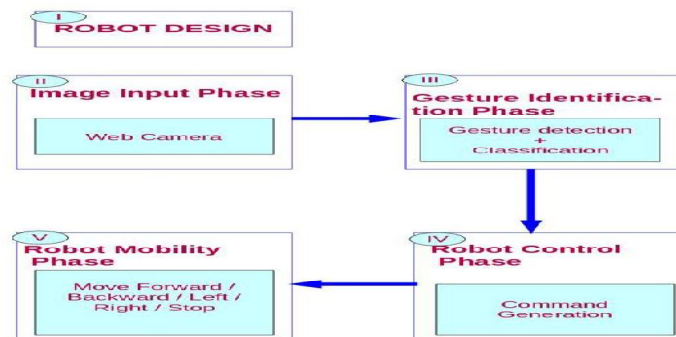 I
ROBOT DESIGN
II
Image Input Phase
Web Camera
III
Gesture Identifica-
tion Phase
Gesture detection
+
Classification
IV
Robot Control
Phase
Command
Generation
V
Robot Mobility
Phase
Move Forward /
Backward / Left /
Right / Stop